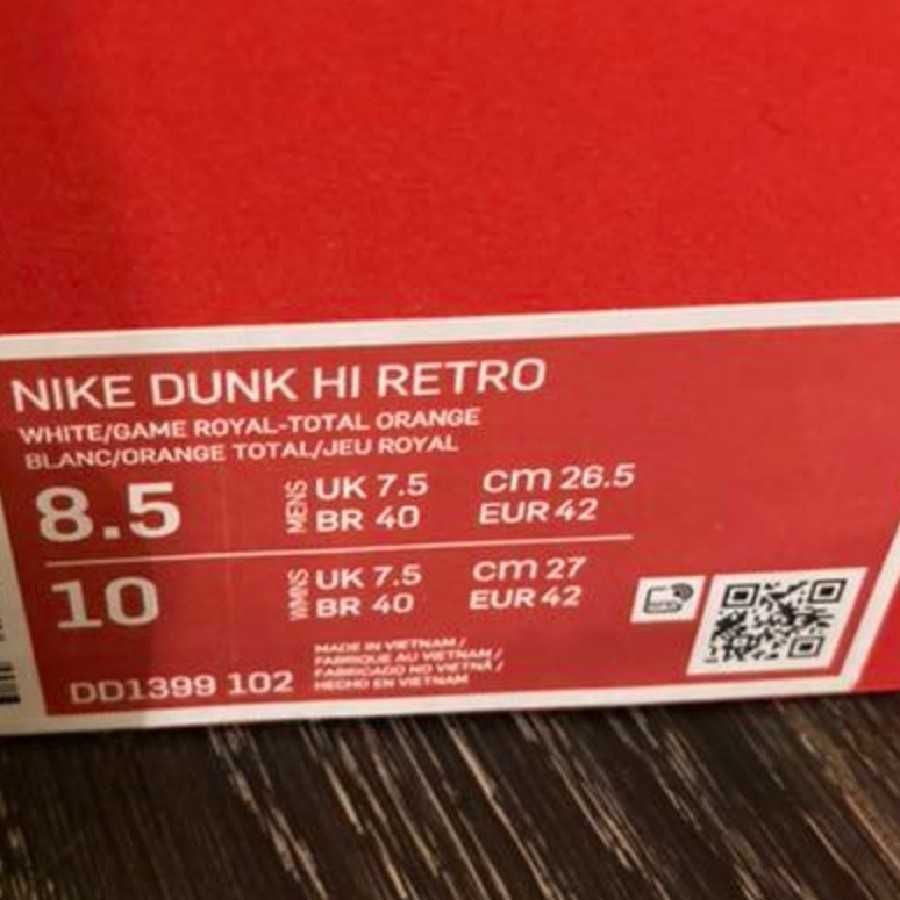 NIKE DUNK HI RETRO
WHITE/GAME ROYAL-TOTAL ORANGE
BLANC/ORANGE TOTAL/JEU ROYAL
8.5 MENS UK 7.5 cm 26.5
BR 40 EUR 42
10 WMNS UK 7.5 cm 27
BR 40 EUR 42
MADE IN VIETNAM /
FABRIQUE AU VIETNAM /
FABRICADO NO VIETNÃ /
HECHO EN VIETNAM
DD1399 102